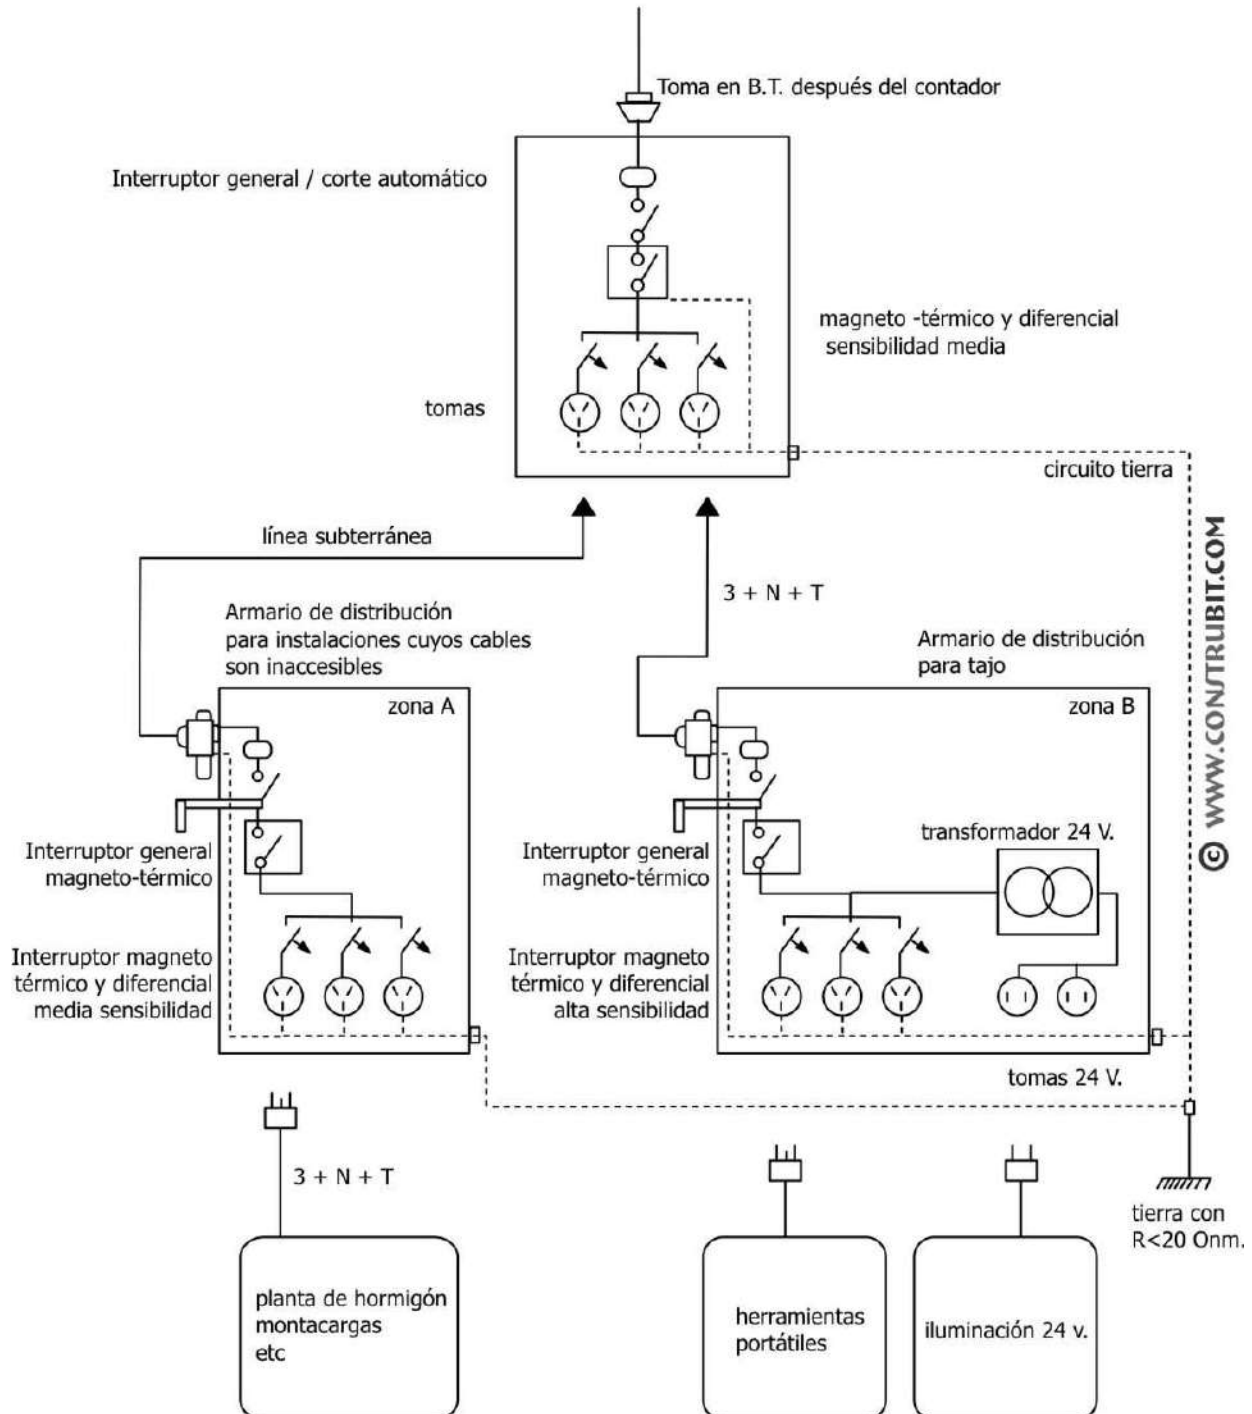 Toma en B.T. después del contador
Interruptor general / corte automático
magneto -térmico y diferencial
sensibilidad media
tomas
circuito tierra
línea subterránea
3 + N + T
Armario de distribución
para instalaciones cuyos cables
son inaccesibles
Armario de distribución
para tajo
zona A
zona B
transformador 24 V.
Interruptor general
magneto-térmico
Interruptor general
magneto-térmico
Interruptor magneto
térmico y diferencial
media sensibilidad
Interruptor magneto
térmico y diferencial
alta sensibilidad
tomas 24 V.
3 + N + T
tierra con
R<20 Onm.
planta de hormigón
montacargas
etc
herramientas
portátiles
iluminación 24 v.
© WWW.CONSTRUBIT.COM